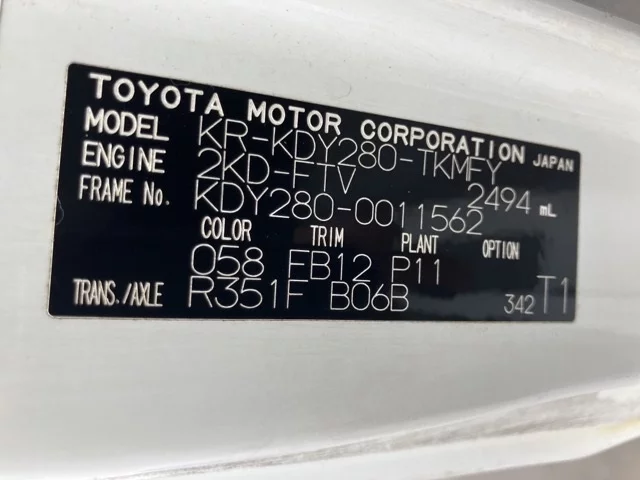 TOYOTA MOTOR CORPORATION JAPAN
MODEL KR-KDY280-TKMFY
ENGINE 2KD-FTV 2494 mL
FRAME No. KDY280-0011562
COLOR TRIM PLANT OPTION
058 FB12 P11
TRANS./AXLE R351F B06B 342 T1